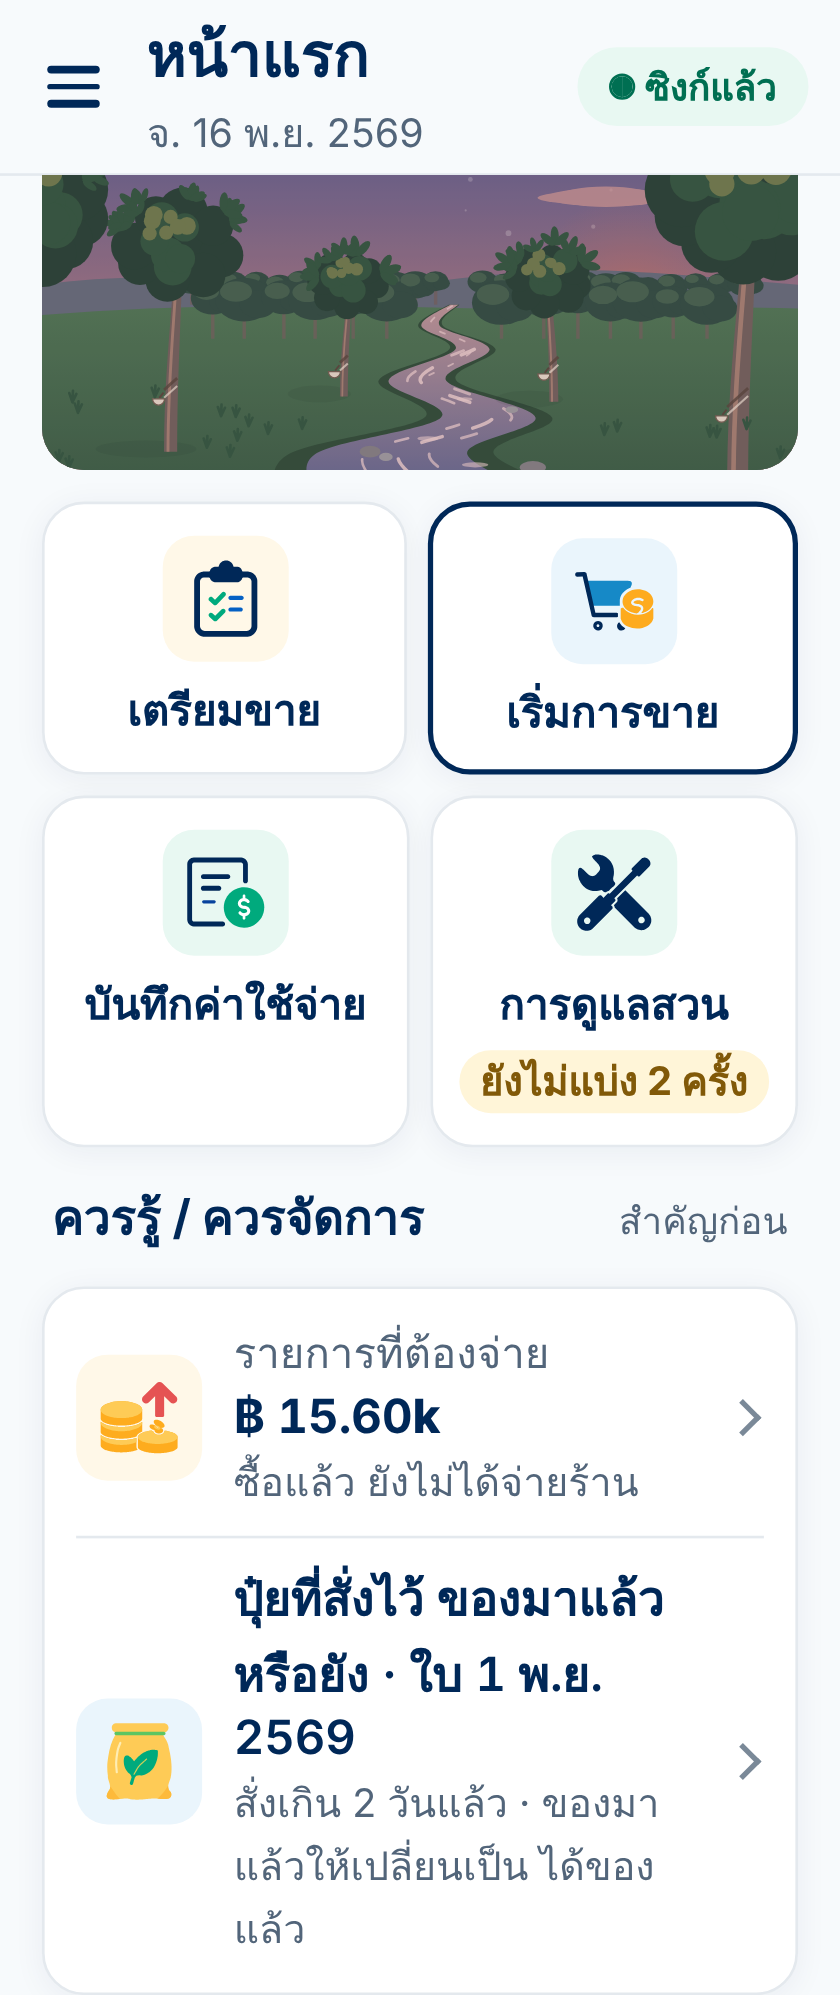 หน้าแรก
จ. 16 พ.ย. 2569
ซิงก์แล้ว
เตรียมขาย
เริ่มการขาย
บันทึกค่าใช้จ่าย
การดูแลสวน
ยังไม่แบ่ง 2 ครั้ง
ควรรู้ / ควรจัดการ
สำคัญก่อน
รายการที่ต้องจ่าย
฿ 15.60k
ซื้อแล้ว ยังไม่ได้จ่ายร้าน
ปุ๋ยที่สั่งไว้ ของมาแล้ว
หรือยัง · ใบ 1 พ.ย.
2569
สั่งเกิน 2 วันแล้ว · ของมา
แล้วให้เปลี่ยนเป็น ได้ของ
แล้ว